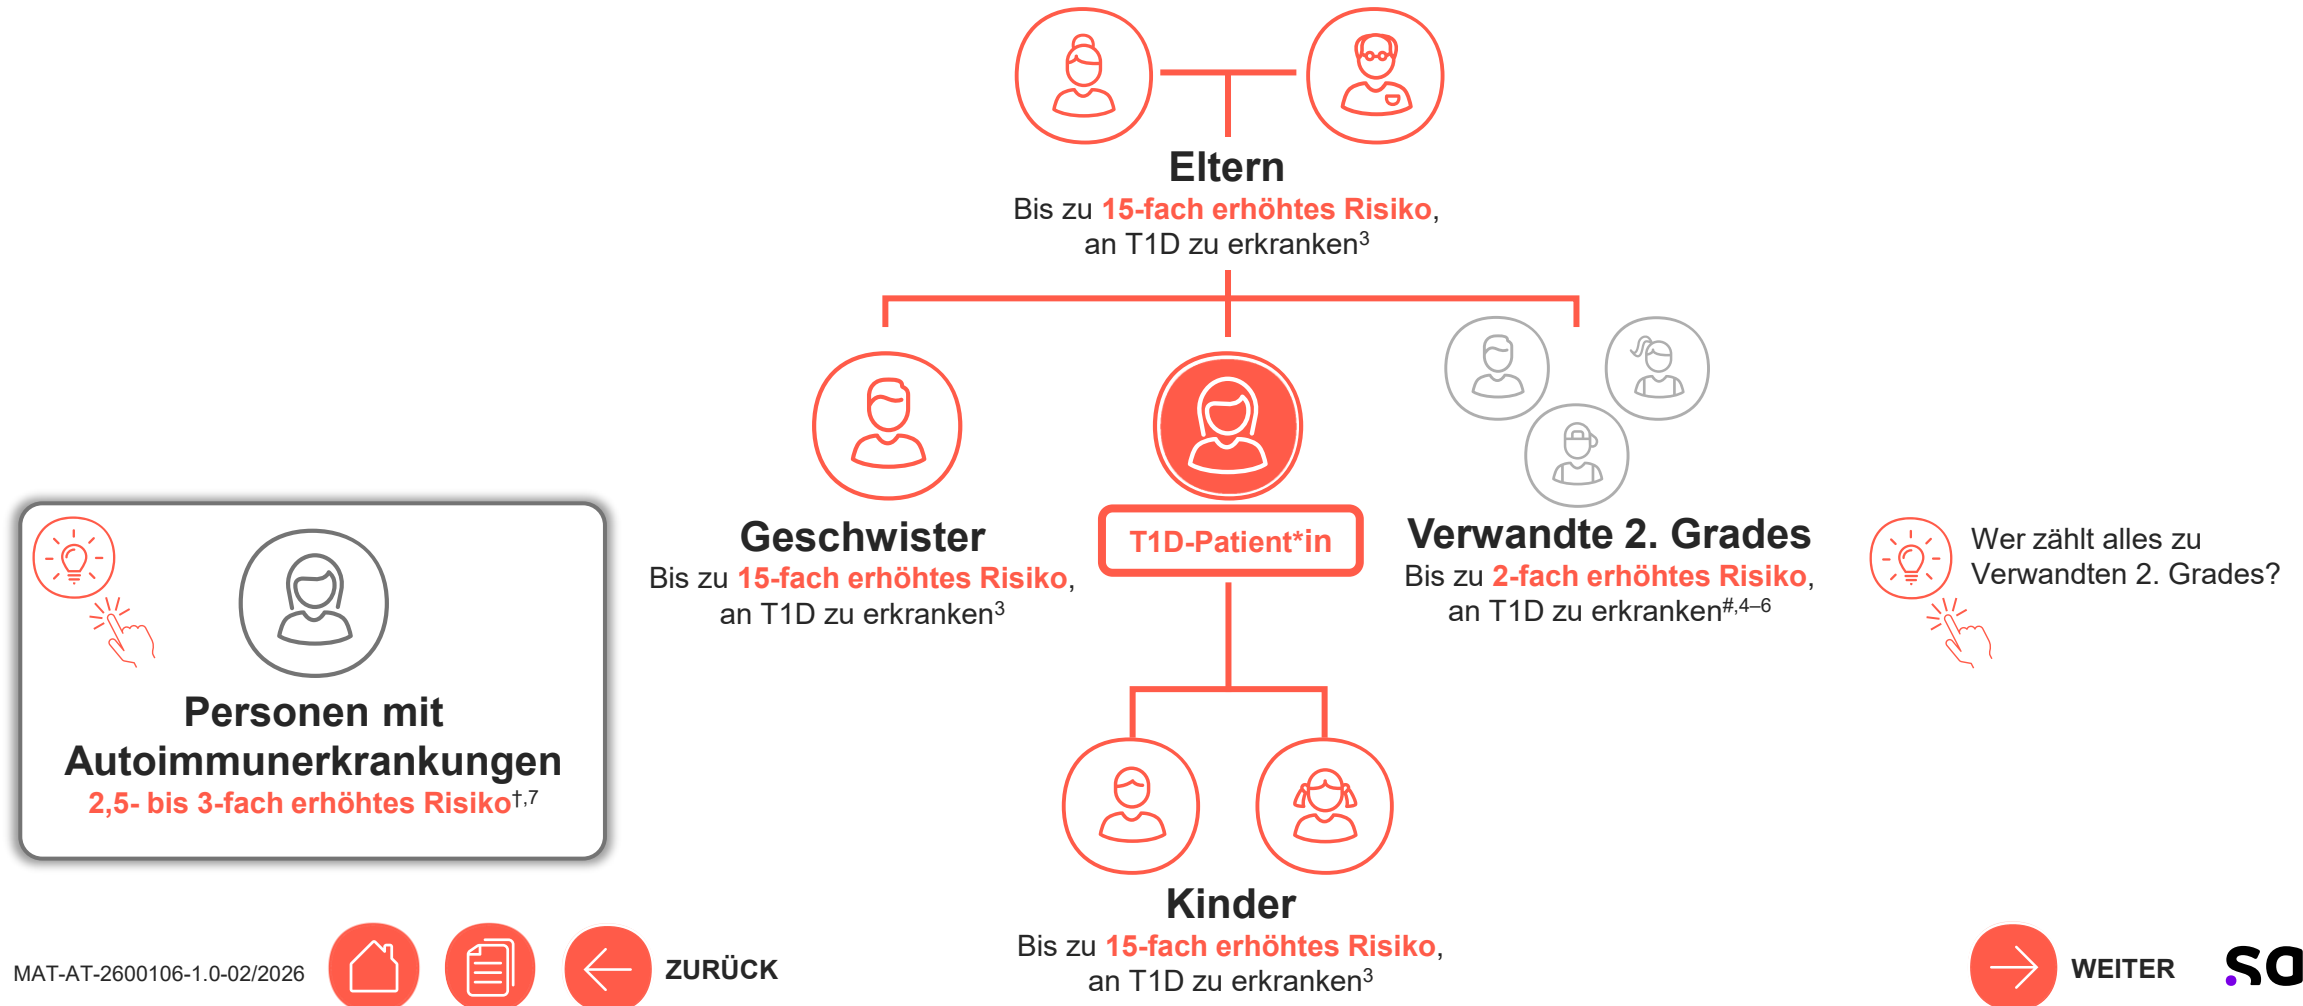 Eltern
Bis zu 15-fach erhöhtes Risiko,
an T1D zu erkranken3
Geschwister
Bis zu 15-fach erhöhtes Risiko,
an T1D zu erkranken3
T1D-Patient*in
Verwandte 2. Grades
Bis zu 2-fach erhöhtes Risiko,
an T1D zu erkranken#,4–6
Wer zählt alles zu
Verwandten 2. Grades?
Personen mit
Autoimmunerkrankungen
2,5- bis 3-fach erhöhtes Risiko†,7
Kinder
Bis zu 15-fach erhöhtes Risiko,
an T1D zu erkranken3
MAT-AT-2600106-1.0-02/2026
ZURÜCK
WEITER